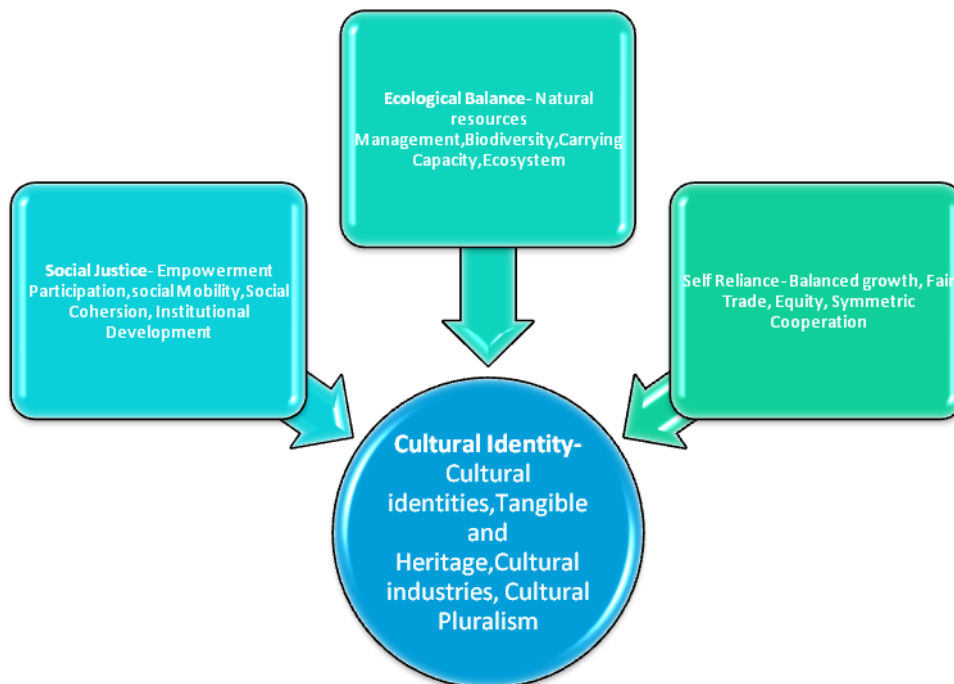 Ecological Balance- Natural
resources
Management,Biodiversity,Carrying
Capacity,Ecosystem
Social Justice- Empowerment
Participation,social Mobility,Social
Cohersion, Institutional
Development
Self Reliance- Balanced growth, Fair
Trade, Equity, Symmetric
Cooperation
Cultural Identity-
Cultural
identities,Tangible
and
Heritage,Cultural
industries, Cultural
Pluralism